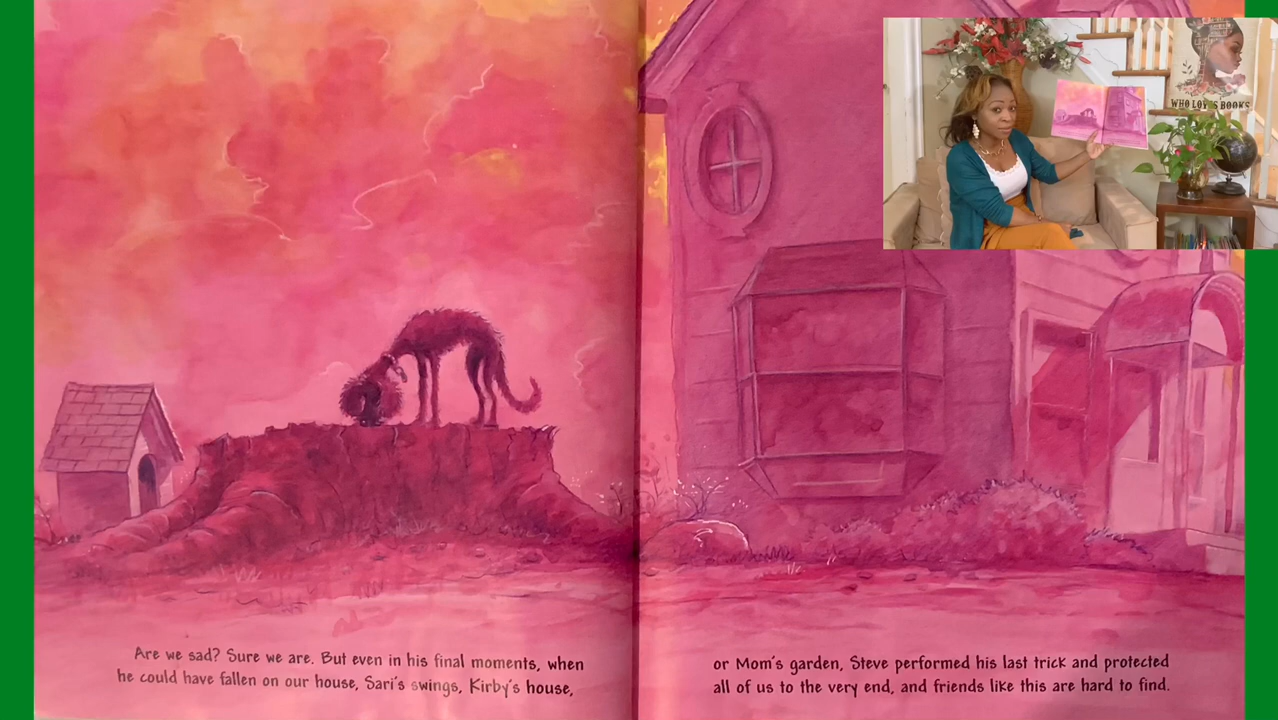 WHO LOVES BOOKS
Are we sad? Sure we are. But even in his final moments, when
he could have fallen on our house, Sari's swings, Kirby's house,
or Mom's garden, Steve performed his last trick and protected
all of us to the very end, and friends like this are hard to find.